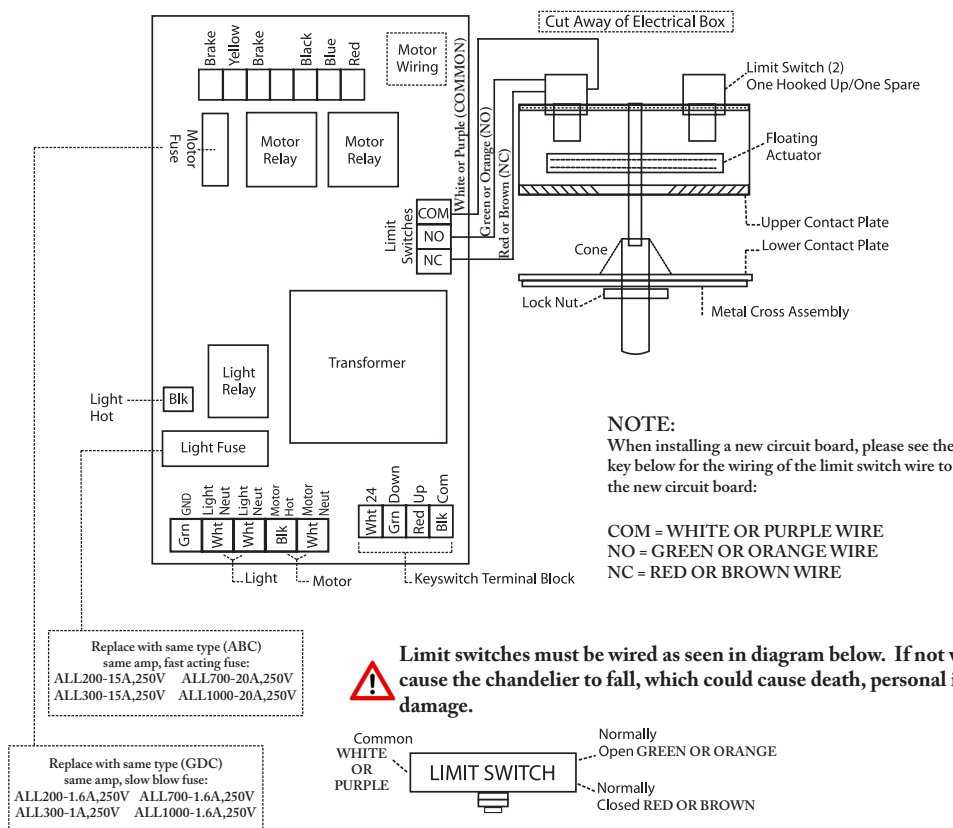 Cut Away of Electrical Box
Brake
Yellow
Brake
Black
Blue
Red
Motor
Wiring
White or Purple (COMMON)
Green or Orange (NO)
Red or Brown (NC)
Limit Switch (2)
One Hooked Up/One Spare
Floating
Actuator
Motor
Fuse
Motor
Relay
Motor
Relay
Limit
Switches
COM
NO
NC
Upper Contact Plate
Lower Contact Plate
Cone
Lock Nut
Metal Cross Assembly
Transformer
Light
Relay
Light
Hot
Blk
Light Fuse
GND
Light
Neut
Light
Neut
Motor
Hot
Motor
Neut
Grn
Wht
Wht
Blk
Wht
24
Down
Up
Com
Wht
Grn
Red
Blk
Light
Motor
Keyswitch Terminal Block
NOTE:
When installing a new circuit board, please see the
key below for the wiring of the limit switch wire to
the new circuit board:
COM = WHITE OR PURPLE WIRE
NO = GREEN OR ORANGE WIRE
NC = RED OR BROWN WIRE
Replace with same type (ABC)
same amp, fast acting fuse:
ALL200-15A,250V ALL700-20A,250V
ALL300-15A,250V ALL1000-20A,250V
Limit switches must be wired as seen in diagram below. If not w
cause the chandelier to fall, which could cause death, personal i
damage.
Common
WHITE
OR
PURPLE
LIMIT SWITCH
Normally
Open GREEN OR ORANGE
Normally
Closed RED OR BROWN
Replace with same type (GDC)
same amp, slow blow fuse:
ALL200-1.6A,250V ALL700-1.6A,250V
ALL300-1A,250V ALL1000-1.6A,250V